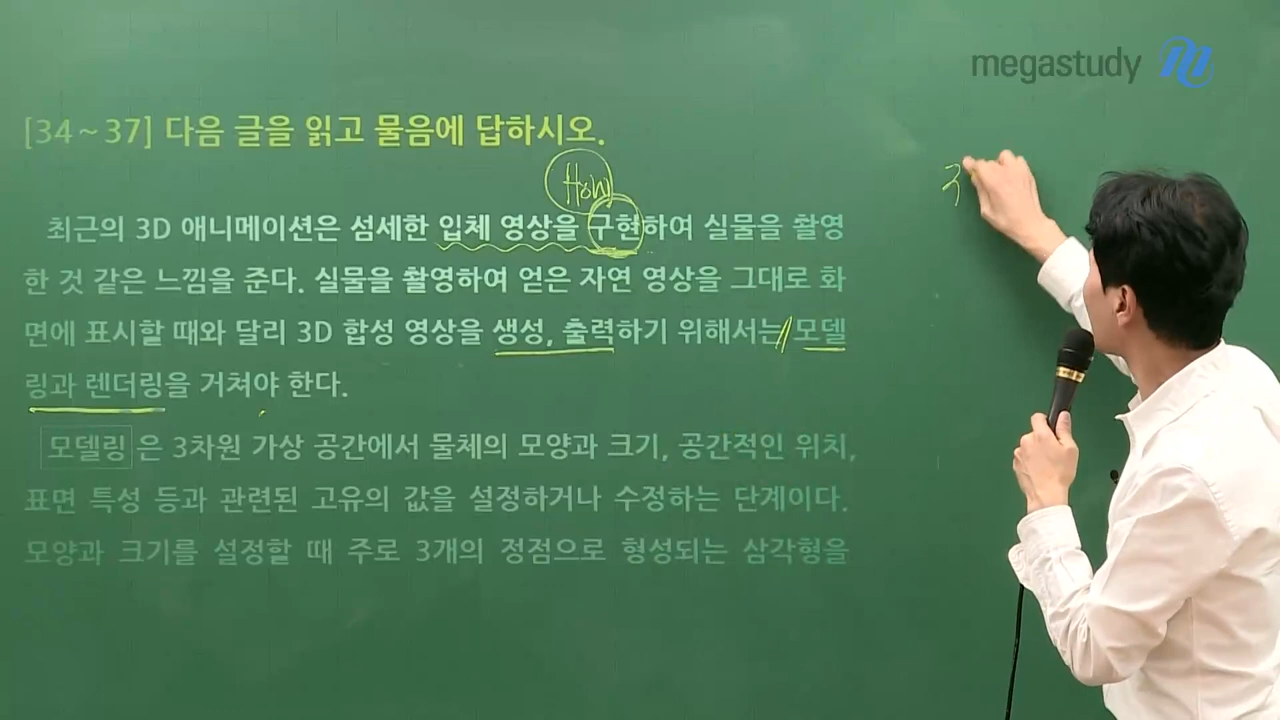 megastudy
[34~37] 다음 글을 읽고 물음에 답하시오.
How
최근의 3D 애니메이션은 섬세한 입체 영상을 구현하여 실물을 촬영
한 것 같은 느낌을 준다. 실물을 촬영하여 얻은 자연 영상을 그대로 화
면에 표시할 때와 달리 3D 합성 영상을 생성, 출력하기 위해서는 모델
링과 렌더링을 거쳐야 한다.
모델링은 3차원 가상 공간에서 물체의 모양과 크기, 공간적인 위치,
표면 특성 등과 관련된 고유의 값을 설정하거나 수정하는 단계이다.
모양과 크기를 설정할 때 주로 3개의 정점으로 형성되는 삼각형을